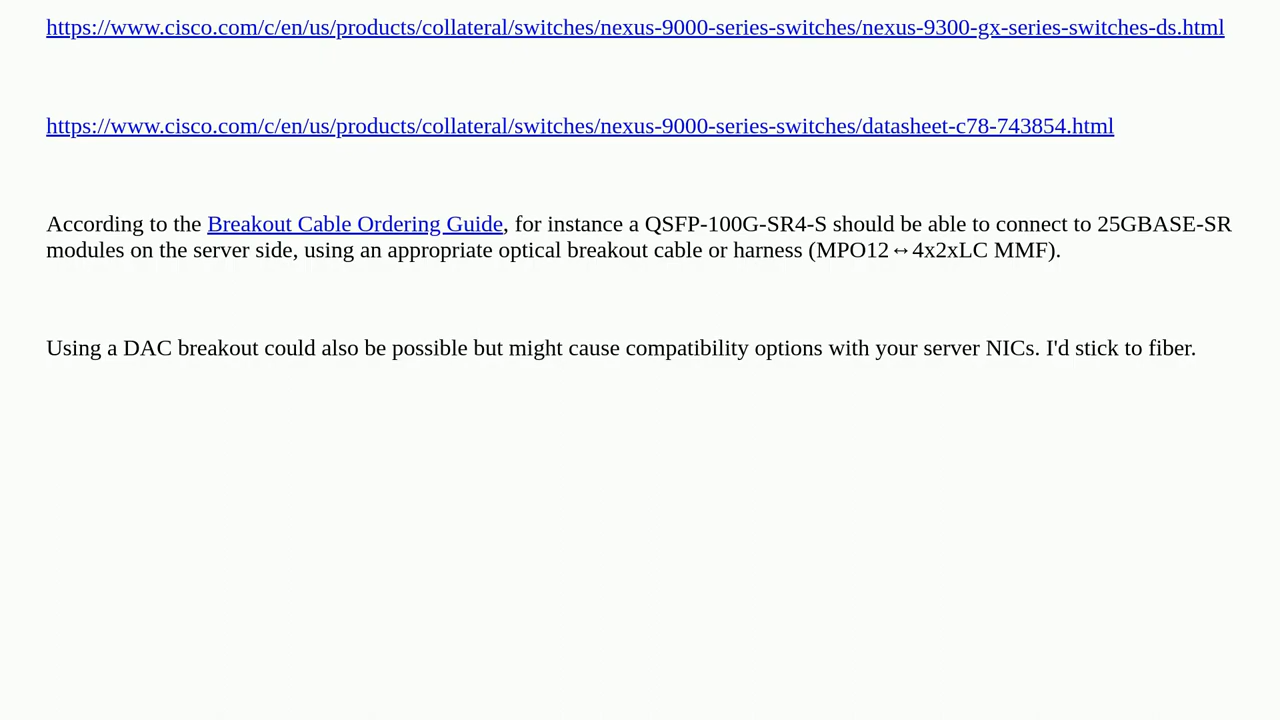 https://www.cisco.com/c/en/us/products/collateral/switches/nexus-9000-series-switches/nexus-9300-gx-series-switches-ds.html
https://www.cisco.com/c/en/us/products/collateral/switches/nexus-9000-series-switches/datasheet-c78-743854.html
According to the Breakout Cable Ordering Guide, for instance a QSFP-100G-SR4-S should be able to connect to 25GBASE-SR
modules on the server side, using an appropriate optical breakout cable or harness (MPO12↔4x2xLC MMF).
Using a DAC breakout could also be possible but might cause compatibility options with your server NICs. I'd stick to fiber.